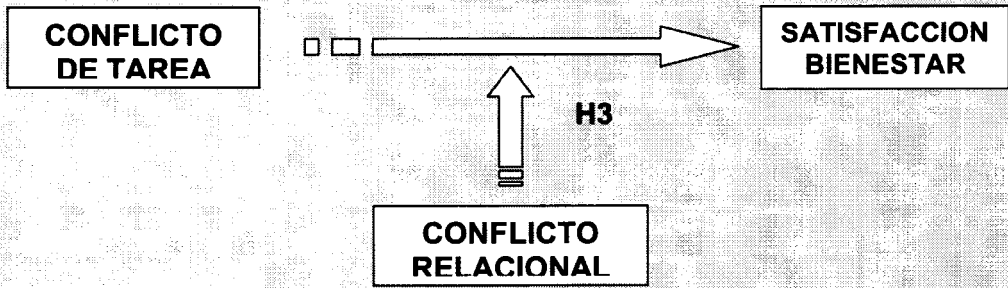 CONFLICTO
DE TAREA
SATISFACCION
BIENESTAR
H3
CONFLICTO
RELACIONAL